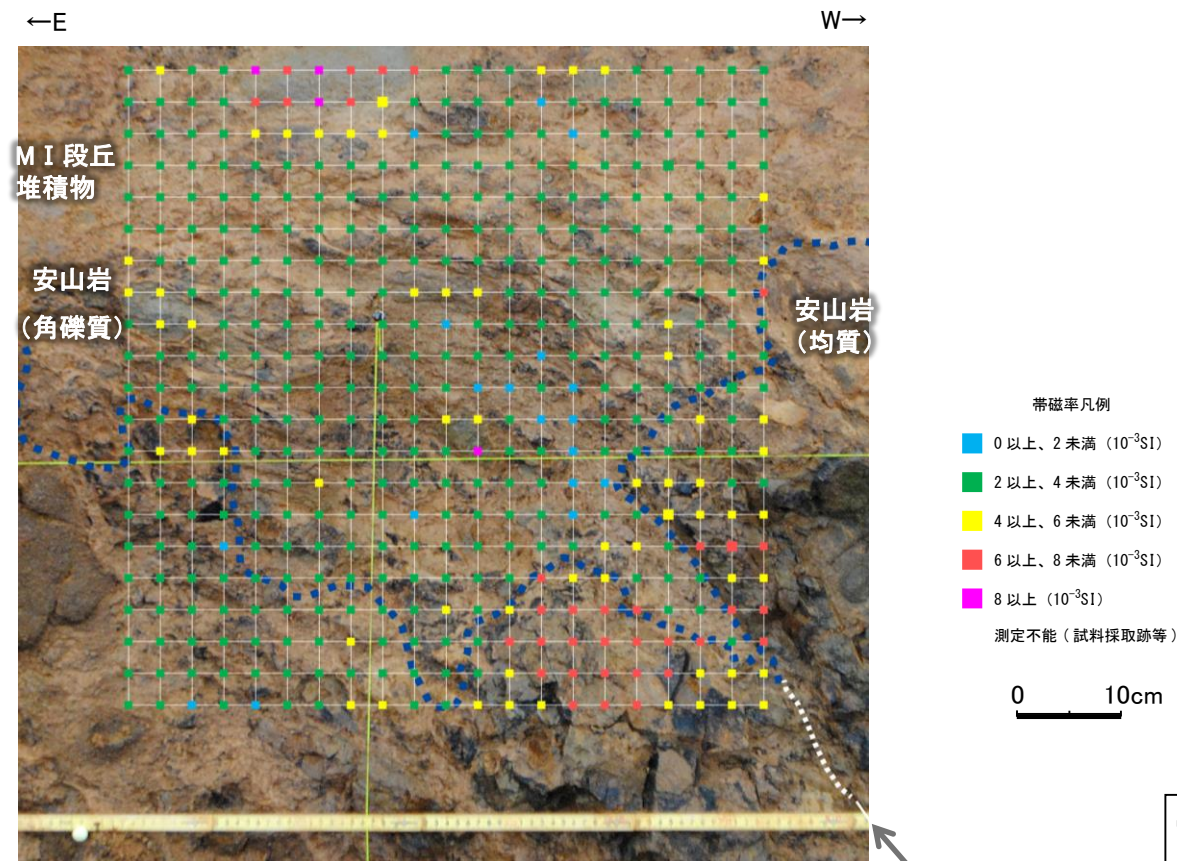 ←E
W→
ＭⅠ段丘
堆積物
安山岩
（角礫質）
安山岩
（均質）
帯磁率凡例
0 以上、2 未満（10⁻³SI）
2 以上、4 未満（10⁻³SI）
4 以上、6 未満（10⁻³SI）
6 以上、8 未満（10⁻³SI）
8 以上（10⁻³SI）
測定不能（試料採取跡等）
0 10cm